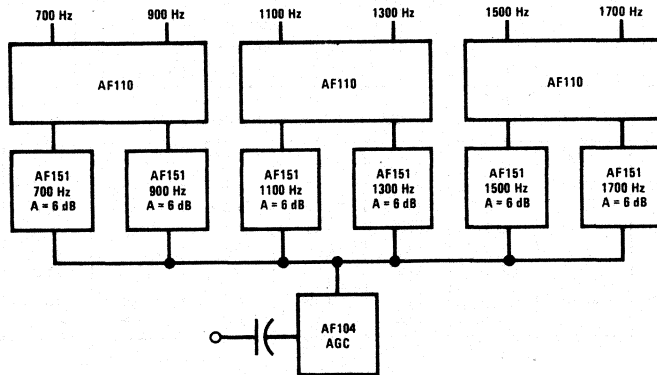 700 Hz 900 Hz 1100 Hz 1300 Hz 1500 Hz 1700 Hz
AF110 AF110 AF110
AF151 AF151 AF151 AF151 AF151 AF151
700 Hz 900 Hz 1100 Hz 1300 Hz 1500 Hz 1700 Hz
A = 6 dB A = 6 dB A = 6 dB A = 6 dB A = 6 dB A = 6 dB
AF104
AGC